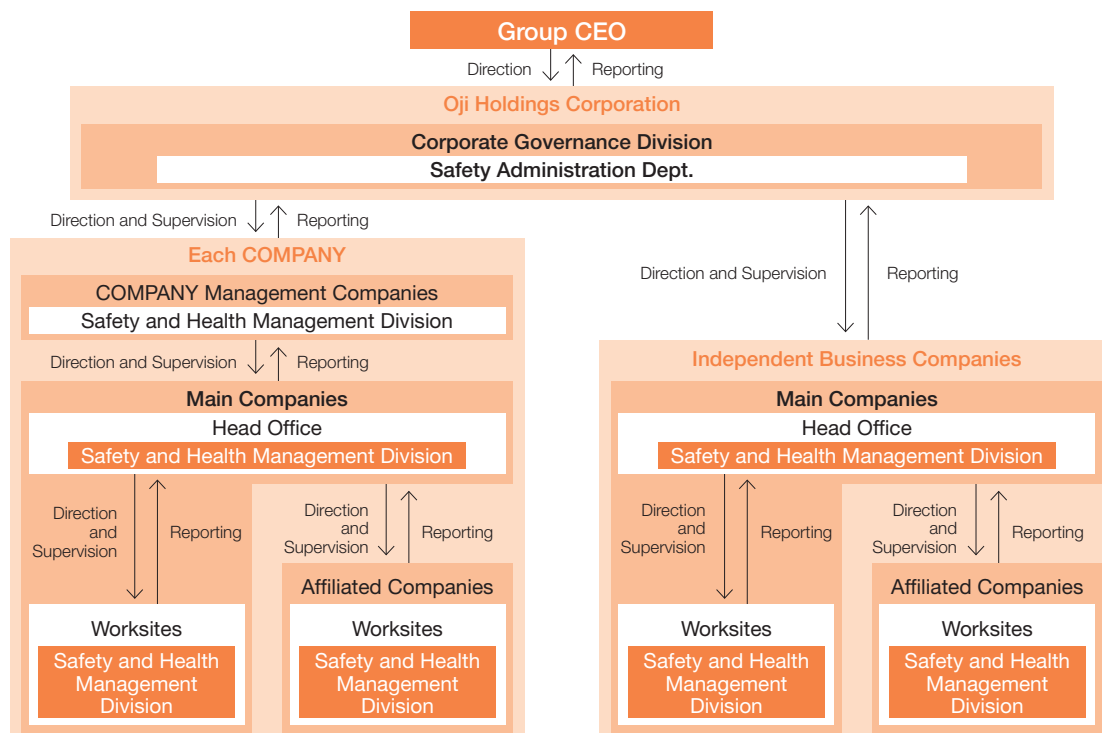 Group CEO
Direction
Reporting
Oji Holdings Corporation
Corporate Governance Division
Safety Administration Dept.
Direction and Supervision
Reporting
Direction and Supervision
Reporting
Each COMPANY
COMPANY Management Companies
Safety and Health Management Division
Direction and Supervision
Reporting
Main Companies
Head Office
Safety and Health Management Division
Direction
and
Supervision
Reporting
Direction
and
Supervision
Reporting
Worksites
Safety and Health
Management
Division
Affiliated Companies
Worksites
Safety and Health
Management
Division
Independent Business Companies
Main Companies
Head Office
Safety and Health Management Division
Direction
and
Supervision
Reporting
Direction
and
Supervision
Reporting
Worksites
Safety and Health
Management
Division
Affiliated Companies
Worksites
Safety and Health
Management
Division